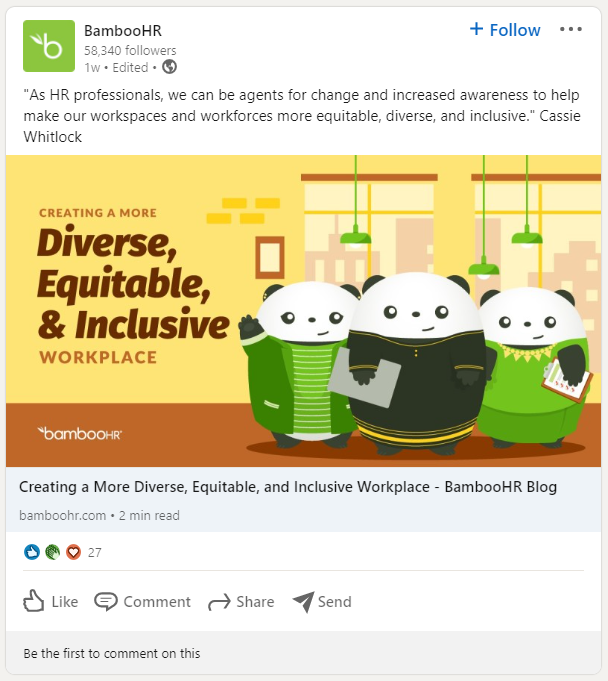 BambooHR
+ Follow
58,340 followers
1w • Edited •
"As HR professionals, we can be agents for change and increased awareness to help
make our workspaces and workforces more equitable, diverse, and inclusive." Cassie
Whitlock
CREATING A MORE
Diverse,
Equitable,
& Inclusive
WORKPLACE
bambooHR®
Creating a More Diverse, Equitable, and Inclusive Workplace - BambooHR Blog
bamboohr.com • 2 min read
27
Like Comment Share Send
Be the first to comment on this